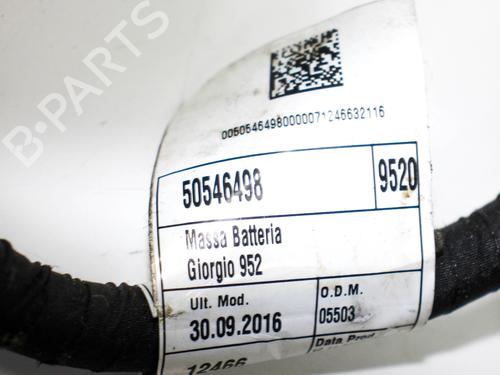 B-PARTS
00505464980000071246632116
50546498
9520
Massa Batteria
Giorgio 952
Ult. Mod.
30.09.2016
O.D.M.
05503
12466
Data Prod.